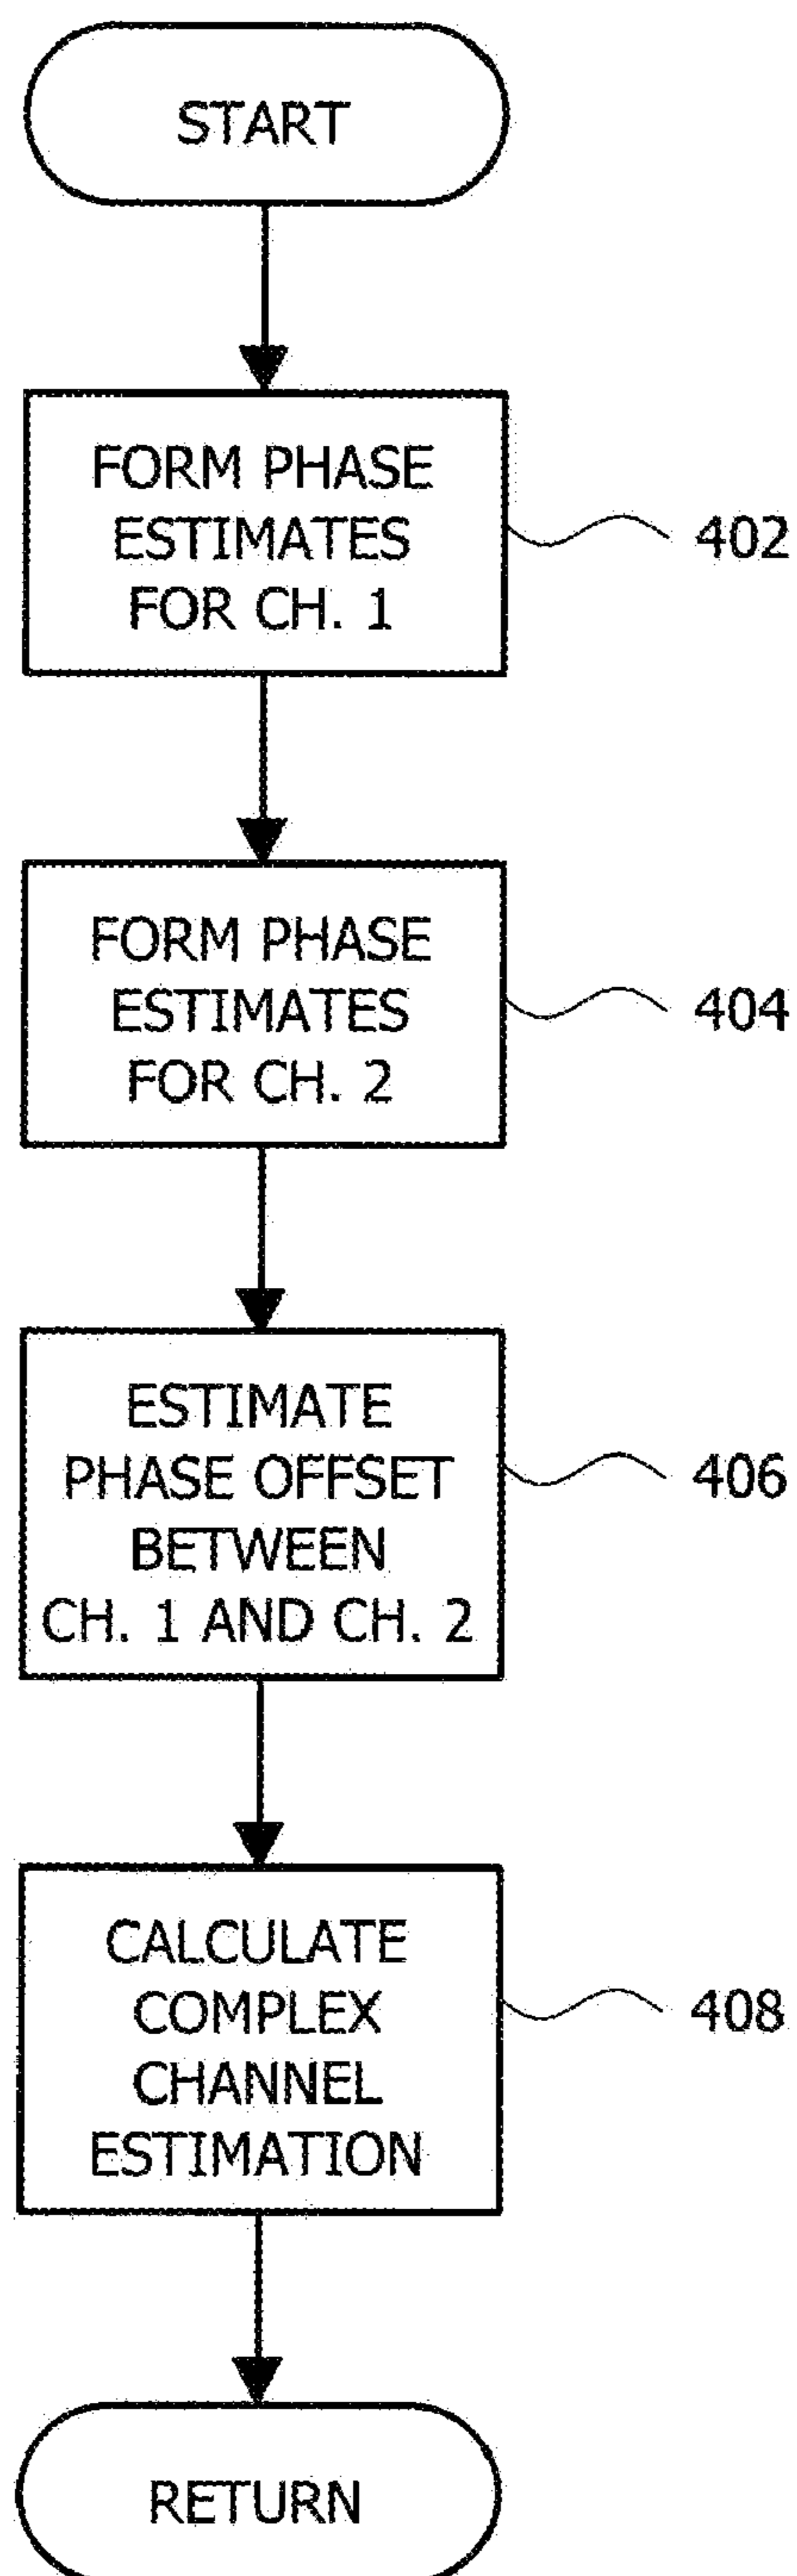 START
FORM PHASE
ESTIMATES
FOR CH. 1
402
FORM PHASE
ESTIMATES
FOR CH. 2
404
ESTIMATE
PHASE OFFSET
BETWEEN
CH. 1 AND CH. 2
406
CALCULATE
COMPLEX
CHANNEL
ESTIMATION
408
RETURN